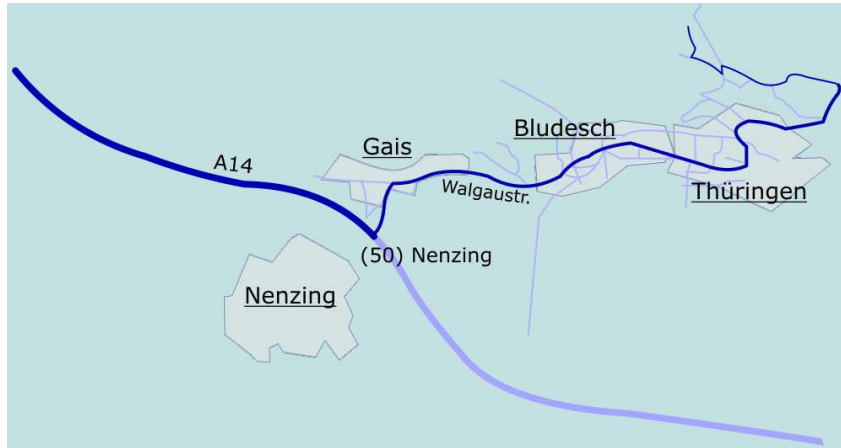 A14
Gais
Bludesch
Walgaustr.
Thüringen
(50) Nenzing
Nenzing